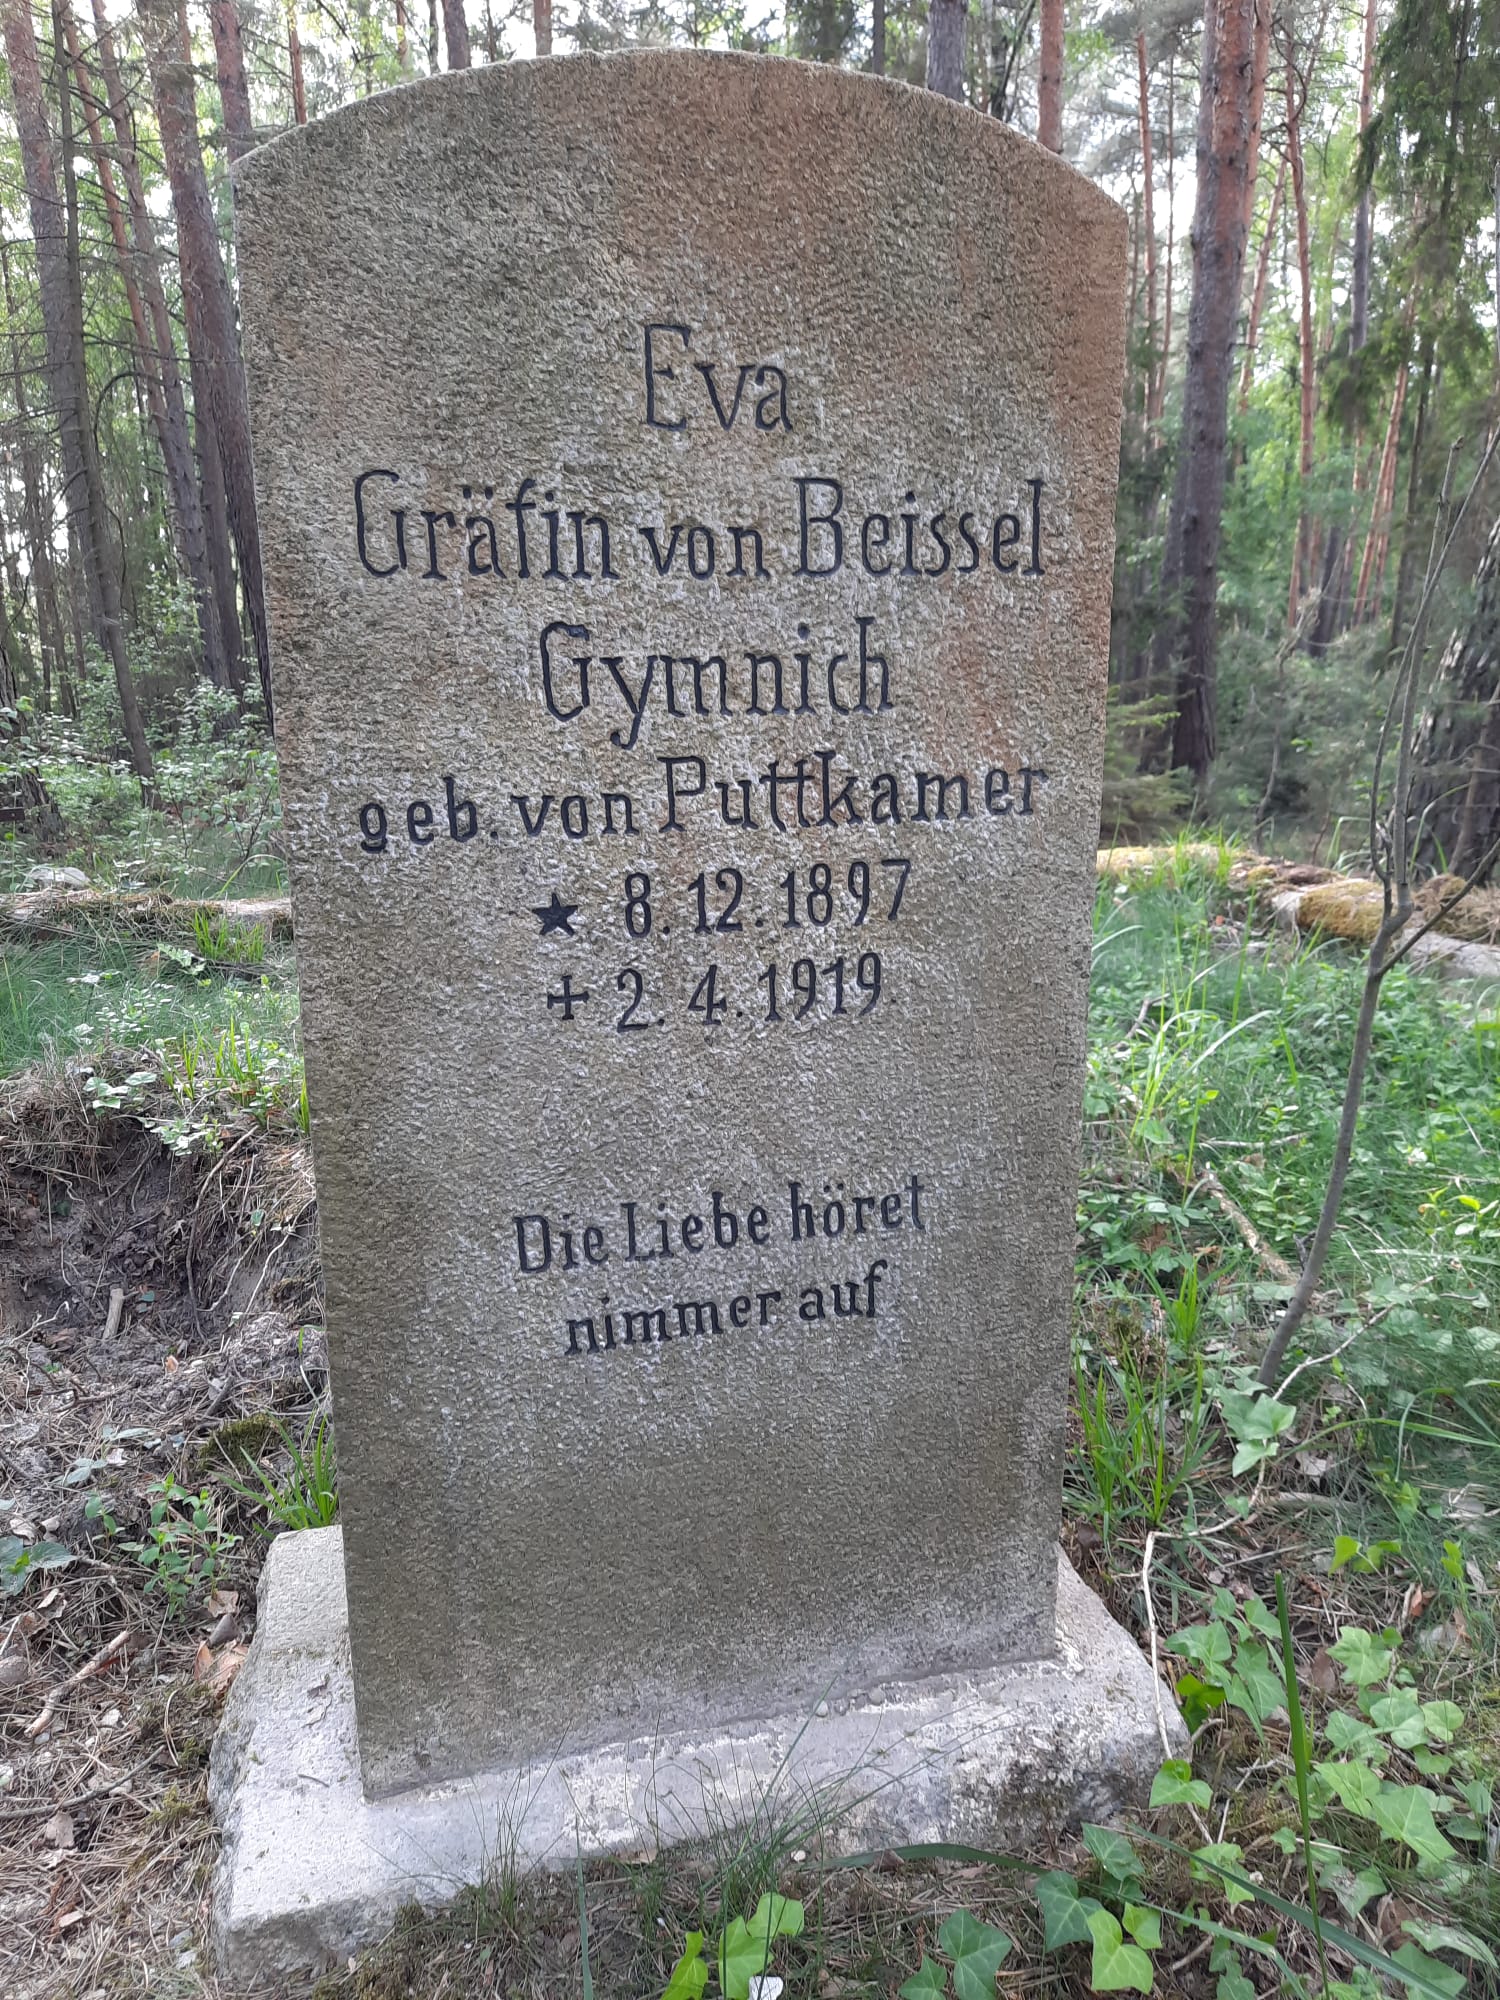 Eva
Gräfin von Beissel
Gymnich
geb. von Puttkamer
★ 8. 12. 1897
+ 2. 4. 1919.
Die Liebe höret
nimmer auf